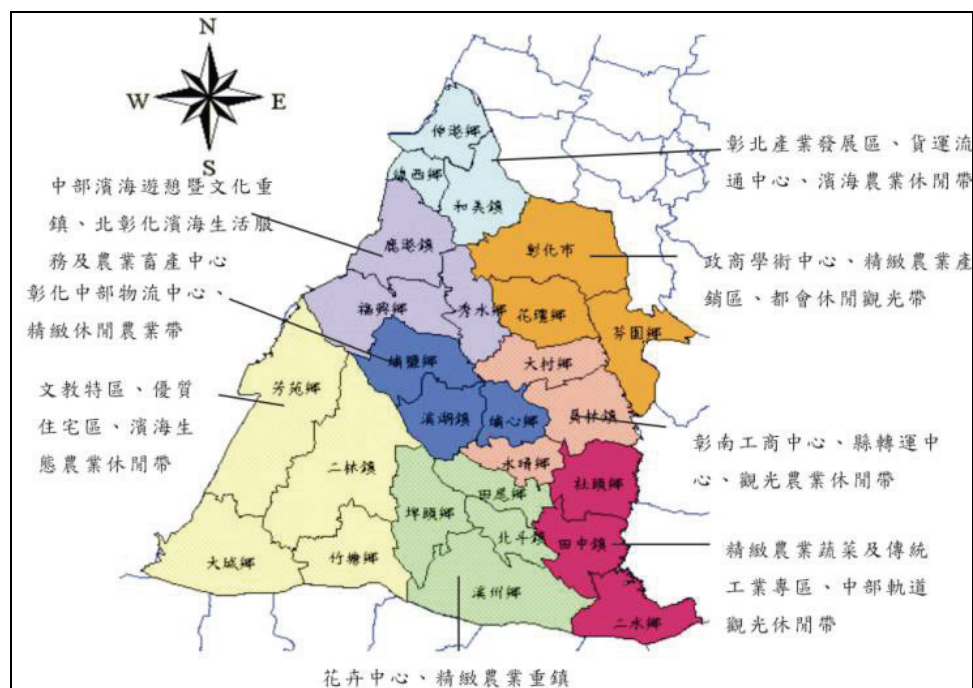 N
W
E
S
伸港鄉
線西鄉
和美鎮
彰北產業發展區、貨運流
通中心、濱海農業休閒帶
中部濱海遊憩暨文化重
鎮、北彰化濱海生活服
務及農業畜產中心
鹿港鎮
彰化市
政商學術中心、精緻農業產
銷區、都會休閒觀光帶
彰化中部物流中心、
精緻休閒農業帶
福興鄉
秀水鄉
花壇鄉
芬園鄉
埔鹽鄉
大村鄉
文教特區、優質
住宅區、濱海生
態農業休閒帶
芳苑鄉
溪湖鎮
埔心鄉
員林鎮
彰南工商中心、縣轉運中
心、觀光農業休閒帶
二林鎮
永靖鄉
社頭鄉
田尾鄉
埤頭鄉
北斗鎮
田中鎮
精緻農業蔬菜及傳統
工業專區、中部軌道
觀光休閒帶
大城鄉
竹塘鄉
溪州鄉
二水鄉
花卉中心、精緻農業重鎮